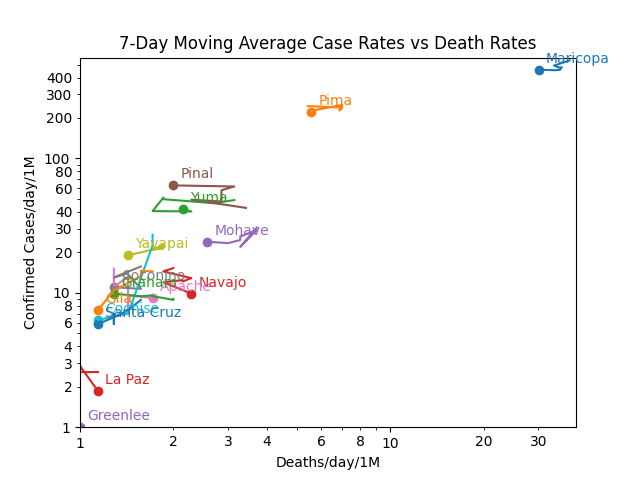 7-Day Moving Average Case Rates vs Death Rates
Maricopa
Pima
Pinal
Yuma
Mohave
Yavapai
Coconino
Graham
Apache
Navajo
Gila
Cochise
Santa Cruz
La Paz
Greenlee
Confirmed Cases/day/1M
400
300
200
100
80
60
40
30
20
10
8
6
4
3
2
1
1 2 3 4 6 8 10 20 30
Deaths/day/1M